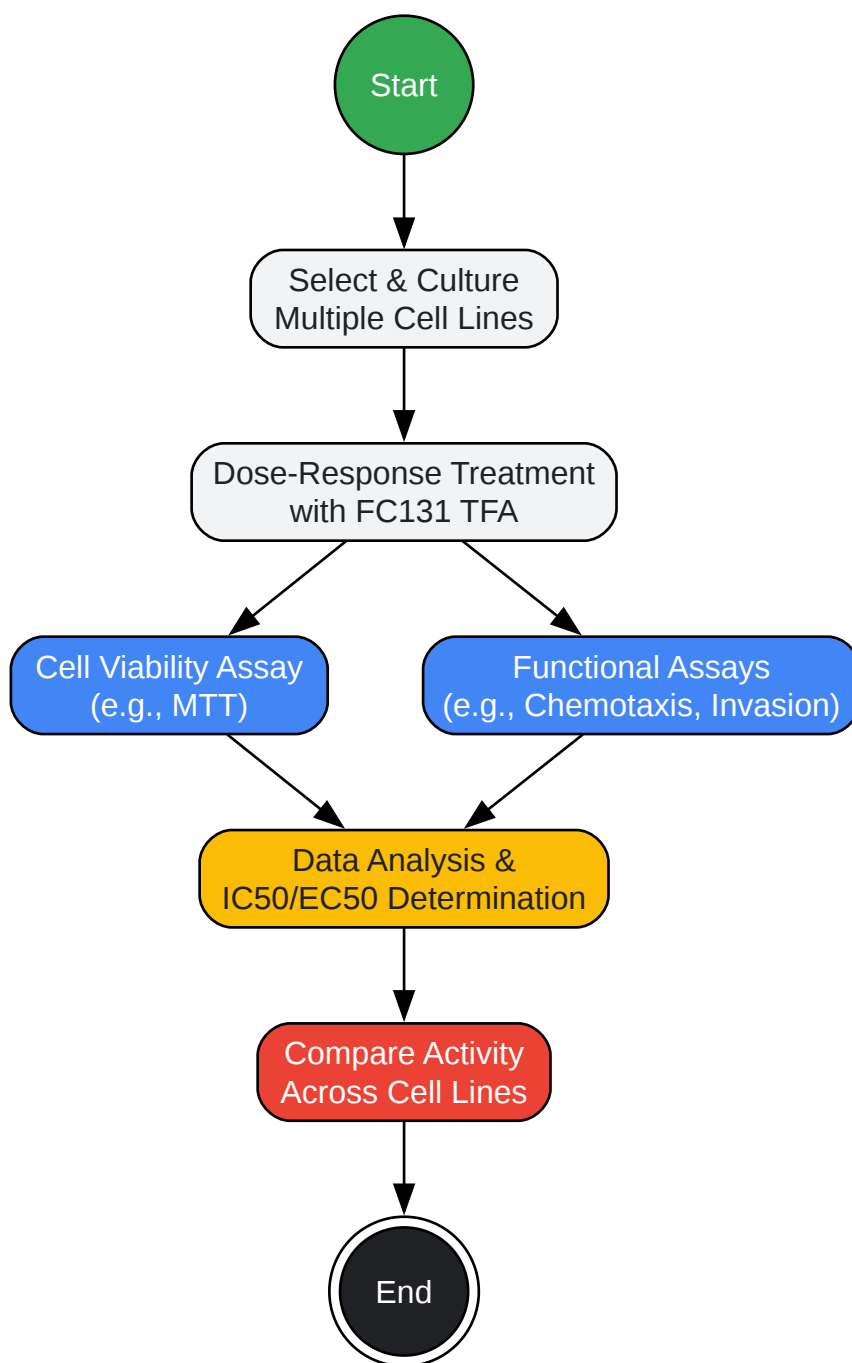 Start
Select & Culture
Multiple Cell Lines
Dose-Response Treatment
with FC131 TFA
Cell Viability Assay
(e.g., MTT)
Functional Assays
(e.g., Chemotaxis, Invasion)
Data Analysis &
IC50/EC50 Determination
Compare Activity
Across Cell Lines
End